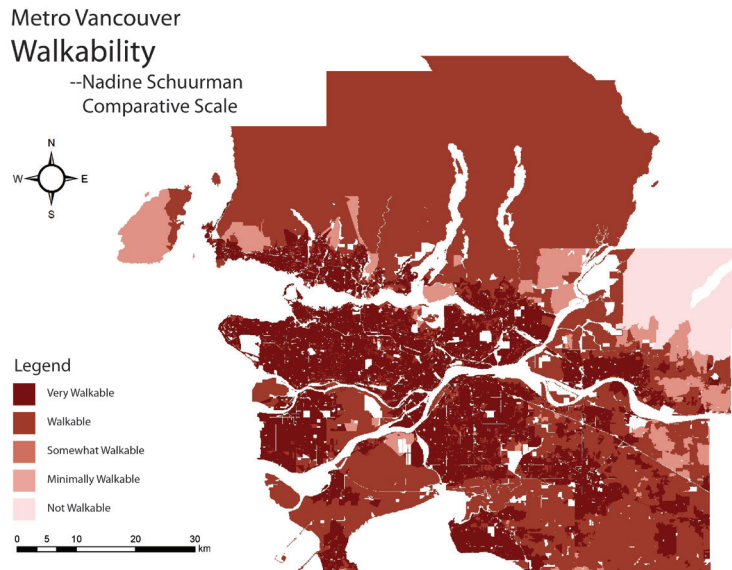 Metro Vancouver
Walkability
--Nadine Schuurman
Comparative Scale
N
W E
S
Legend
Very Walkable
Walkable
Somewhat Walkable
Minimally Walkable
Not Walkable
0 5 10 20 30
km